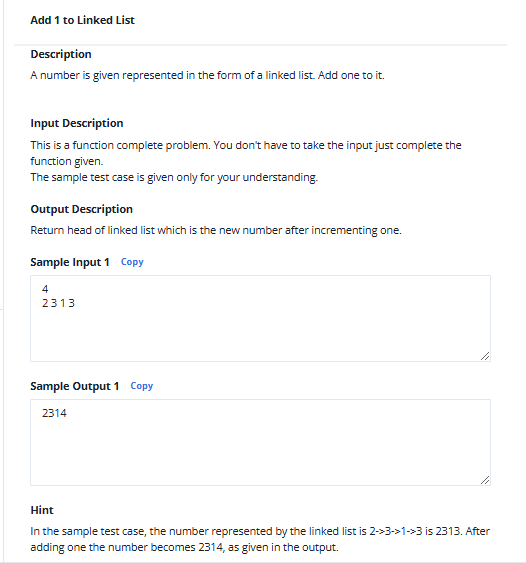 Add 1 to Linked List
Description
A number is given represented in the form of a linked list. Add one to it.
Input Description
This is a function complete problem. You don't have to take the input just complete the
function given.
The sample test case is given only for your understanding.
Output Description
Return head of linked list which is the new number after incrementing one.
Sample Input 1 Copy
4
2 3 1 3
Sample Output 1 Copy
2314
Hint
In the sample test case, the number represented by the linked list is 2->3->1->3 is 2313. After
adding one the number becomes 2314, as given in the output.